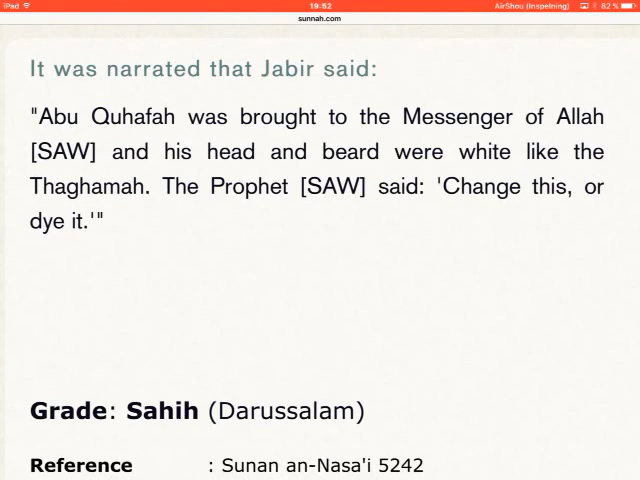 iPad 19:52 AirShou (Inspelning) 82 %
sunnah.com
It was narrated that Jabir said:
"Abu Quhafah was brought to the Messenger of Allah
[SAW] and his head and beard were white like the
Thaghamah. The Prophet [SAW] said: 'Change this, or
dye it.'"
Grade: Sahih (Darussalam)
Reference : Sunan an-Nasa'i 5242